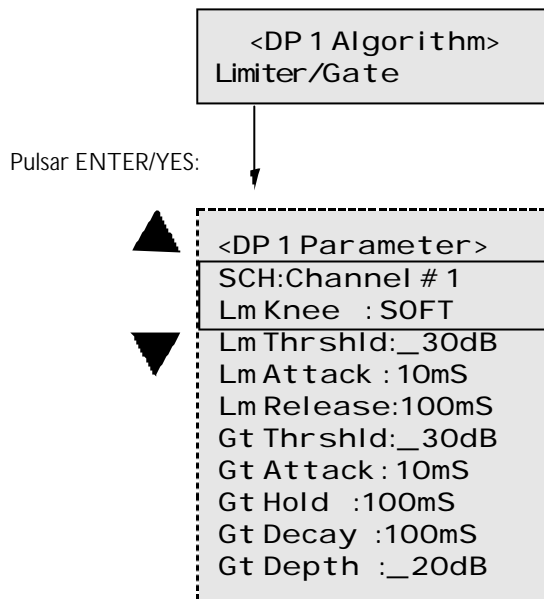 <DP 1 Algorithm>
Limiter/Gate
Pulsar ENTER/YES:
<DP 1 Parameter>
SCH:Channel # 1
Lm Knee : SOFT
Lm Thrshld:_30dB
Lm Attack : 10mS
Lm Release:100mS
Gt Thrshld:_30dB
Gt Attack : 10mS
Gt Hold :100mS
Gt Decay :100mS
Gt Depth :_20dB